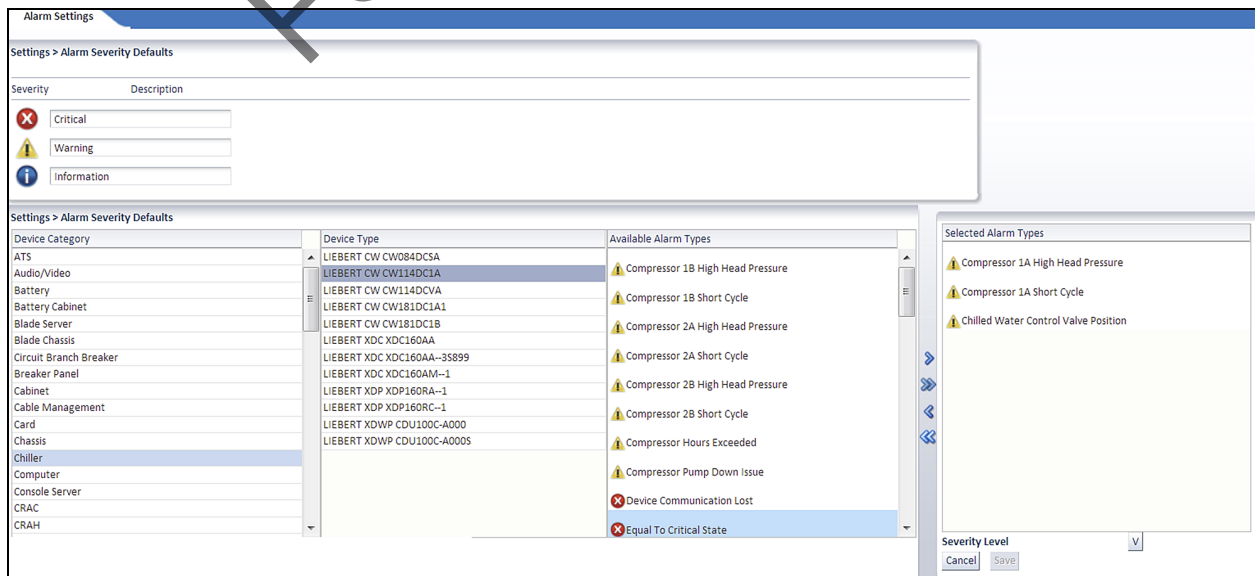 Alarm Settings
Settings > Alarm Severity Defaults
Severity Description
Critical
Warning
Information
Settings > Alarm Severity Defaults
Device Category
ATS
Audio/Video
Battery
Battery Cabinet
Blade Server
Blade Chassis
Circuit Branch Breaker
Breaker Panel
Cabinet
Cable Management
Card
Chassis
Chiller
Computer
Console Server
CRAC
CRAH
Device Type
LIEBERT CW CW084DCSA
LIEBERT CW CW114DC1A
LIEBERT CW CW114DCVA
LIEBERT CW CW181DC1A1
LIEBERT CW CW181DC1B
LIEBERT XDC XDC160AA
LIEBERT XDC XDC160AA--3S899
LIEBERT XDC XDC160AM--1
LIEBERT XDP XDP160RA--1
LIEBERT XDP XDP160RC--1
LIEBERT XDWP CDU100C-A000
LIEBERT XDWP CDU100C-A000S
Available Alarm Types
Compressor 1B High Head Pressure
Compressor 1B Short Cycle
Compressor 2A High Head Pressure
Compressor 2A Short Cycle
Compressor 2B High Head Pressure
Compressor 2B Short Cycle
Compressor Hours Exceeded
Compressor Pump Down Issue
Device Communication Lost
Equal To Critical State
Selected Alarm Types
Compressor 1A High Head Pressure
Compressor 1A Short Cycle
Chilled Water Control Valve Position
Severity Level V
Cancel Save